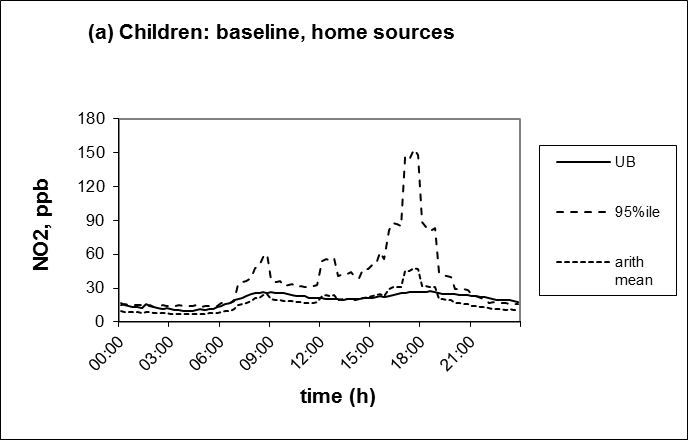 (a) Children: baseline, home sources
180
150
120
90
60
30
0
NO2, ppb
00:00
03:00
06:00
09:00
12:00
15:00
18:00
21:00
time (h)
UB
95%ile
arith
mean